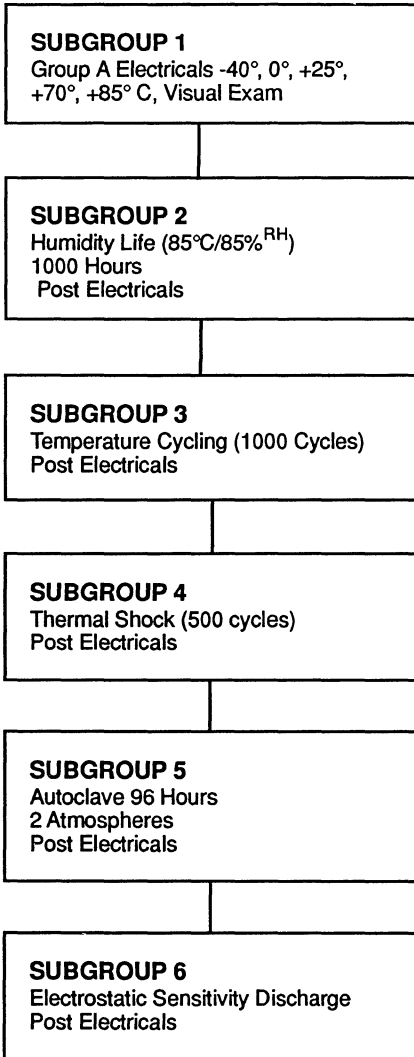 SUBGROUP 1
Group A Electricals -40°, 0°, +25°,
+70°, +85° C, Visual Exam
SUBGROUP 2
Humidity Life (85°C/85%RH)
1000 Hours
Post Electricals
SUBGROUP 3
Temperature Cycling (1000 Cycles)
Post Electricals
SUBGROUP 4
Thermal Shock (500 cycles)
Post Electricals
SUBGROUP 5
Autoclave 96 Hours
2 Atmospheres
Post Electricals
SUBGROUP 6
Electrostatic Sensitivity Discharge
Post Electricals